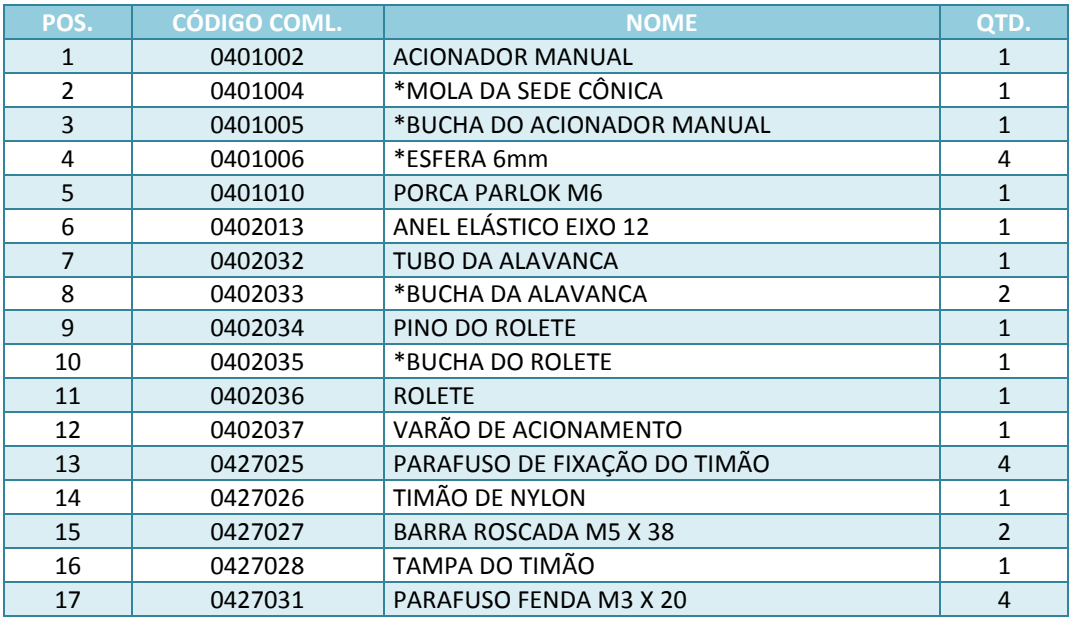 POS. CÓDIGO COML. NOME QTD.
1 0401002 ACIONADOR MANUAL 1
2 0401004 *MOLA DA SEDE CÔNICA 1
3 0401005 *BUCHA DO ACIONADOR MANUAL 1
4 0401006 *ESFERA 6mm 4
5 0401010 PORCA PARLOK M6 1
6 0402013 ANEL ELÁSTICO EIXO 12 1
7 0402032 TUBO DA ALAVANCA 1
8 0402033 *BUCHA DA ALAVANCA 2
9 0402034 PINO DO ROLETE 1
10 0402035 *BUCHA DO ROLETE 1
11 0402036 ROLETE 1
12 0402037 VARÃO DE ACIONAMENTO 1
13 0427025 PARAFUSO DE FIXAÇÃO DO TIMÃO 4
14 0427026 TIMÃO DE NYLON 1
15 0427027 BARRA ROSCADA M5 X 38 2
16 0427028 TAMPA DO TIMÃO 1
17 0427031 PARAFUSO FENDA M3 X 20 4